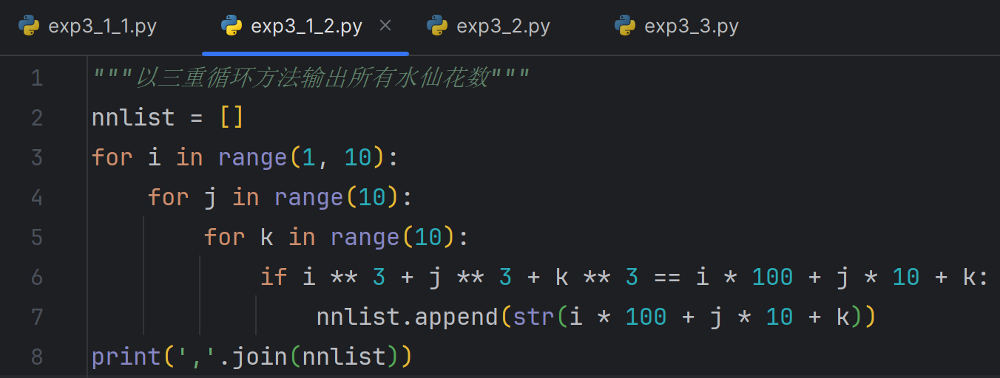 exp3_1_1.py exp3_1_2.py × exp3_2.py exp3_3.py
1 """以三重循环方法输出所有水仙花数"""
2 nnlist = []
3 for i in range(1, 10):
4     for j in range(10):
5         for k in range(10):
6             if i ** 3 + j ** 3 + k ** 3 == i * 100 + j * 10 + k:
7                 nnlist.append(str(i * 100 + j * 10 + k))
8 print(','.join(nnlist))